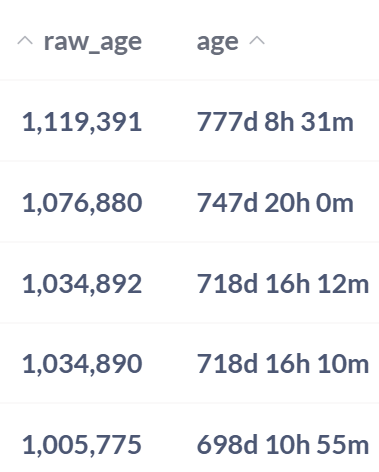 raw_age age
1,119,391 777d 8h 31m
1,076,880 747d 20h 0m
1,034,892 718d 16h 12m
1,034,890 718d 16h 10m
1,005,775 698d 10h 55m